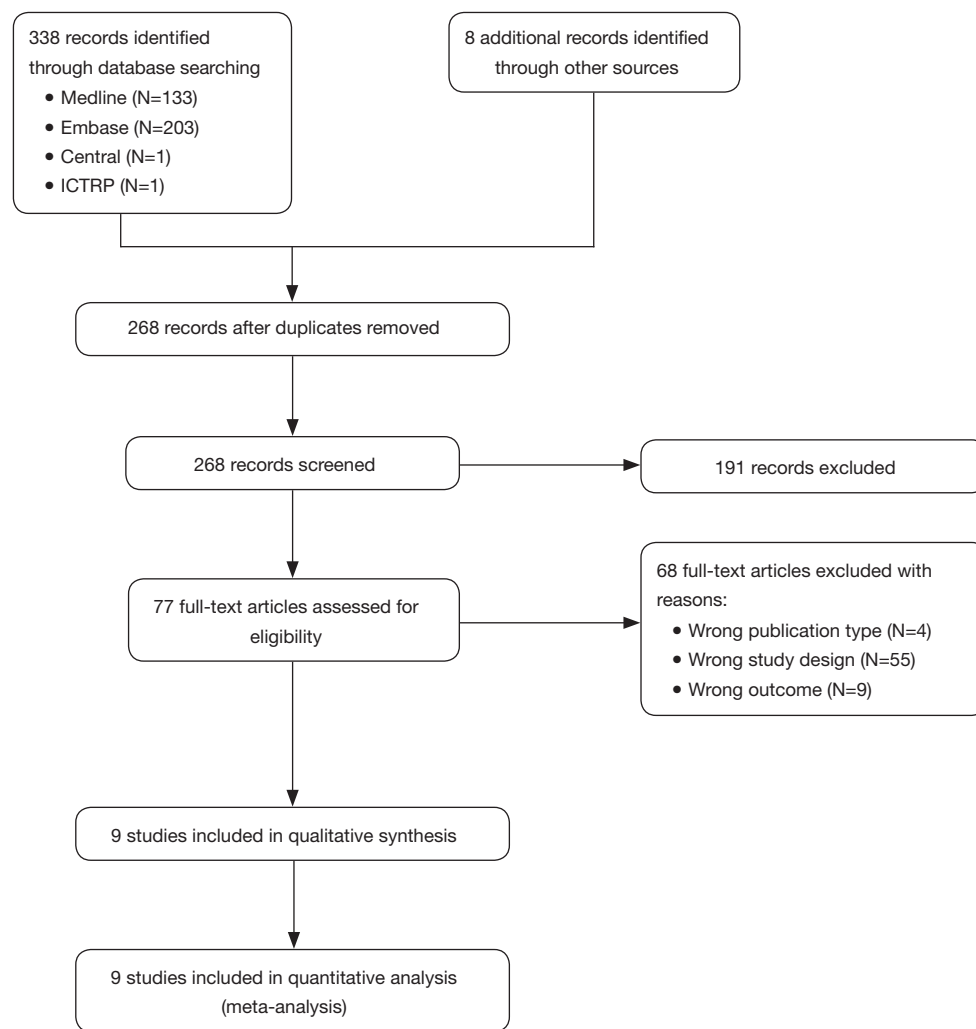 338 records identified
through database searching
• Medline (N=133)
• Embase (N=203)
• Central (N=1)
• ICTRP (N=1)
8 additional records identified
through other sources
268 records after duplicates removed
268 records screened
191 records excluded
77 full-text articles assessed for
eligibility
68 full-text articles excluded with
reasons:
• Wrong publication type (N=4)
• Wrong study design (N=55)
• Wrong outcome (N=9)
9 studies included in qualitative synthesis
9 studies included in quantitative analysis
(meta-analysis)